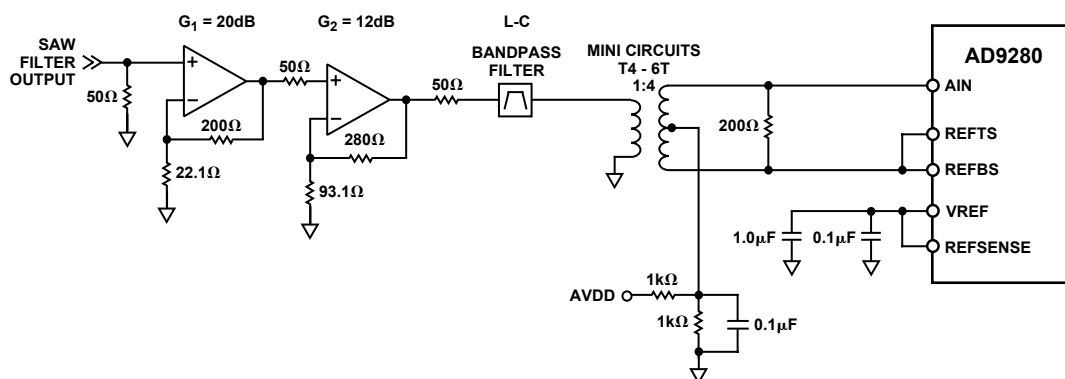 G1 = 20dB
G2 = 12dB
L-C
BANDPASS
FILTER
SAW
FILTER
OUTPUT
MINI CIRCUITS
T4 - 6T
1:4
AD9280
50Ω
+
−
200Ω
22.1Ω
50Ω
+
−
280Ω
93.1Ω
50Ω
200Ω
AIN
REFTS
REFBS
VREF
REFSENSE
1.0μF
0.1μF
AVDD
1kΩ
1kΩ
0.1μF